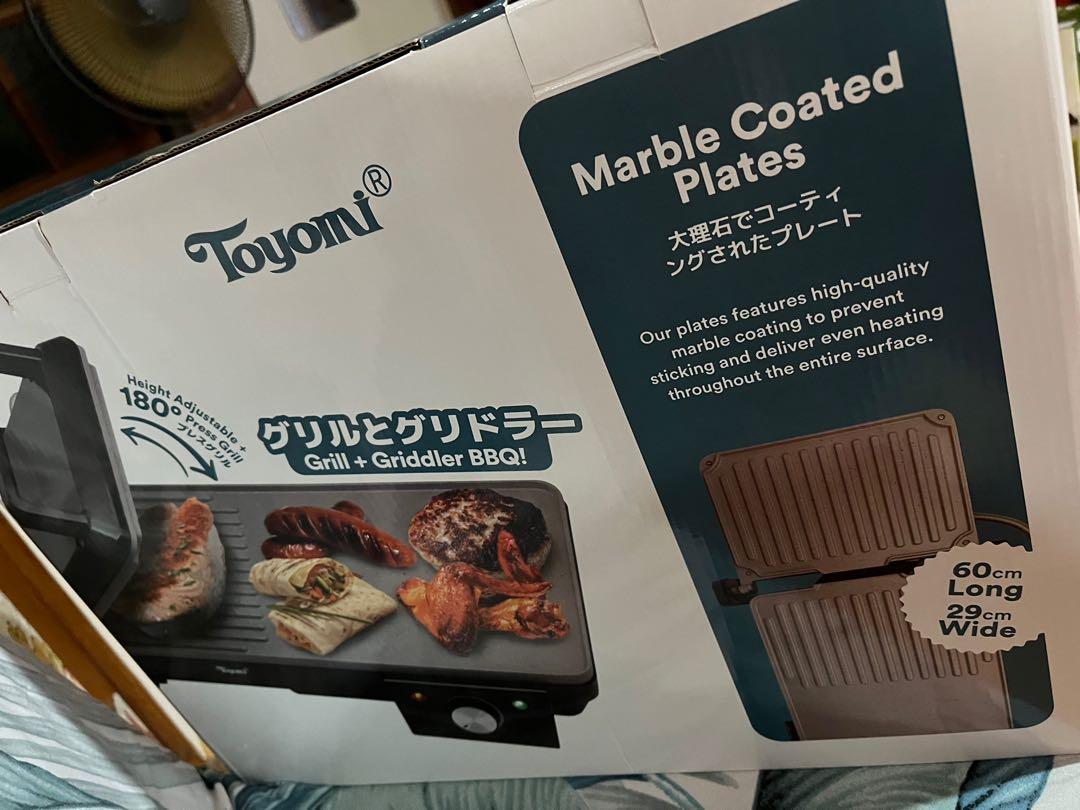 Toyomi®
Height Adjustable +
180° Press Grill
プレスグリル
グリルとグリドラー
Grill + Griddler BBQ!
Toyomi
Marble Coated
Plates
大理石でコーティ
ングされたプレート
Our plates features high-quality
marble coating to prevent
sticking and deliver even heating
throughout the entire surface.
60cm
Long
29cm
Wide